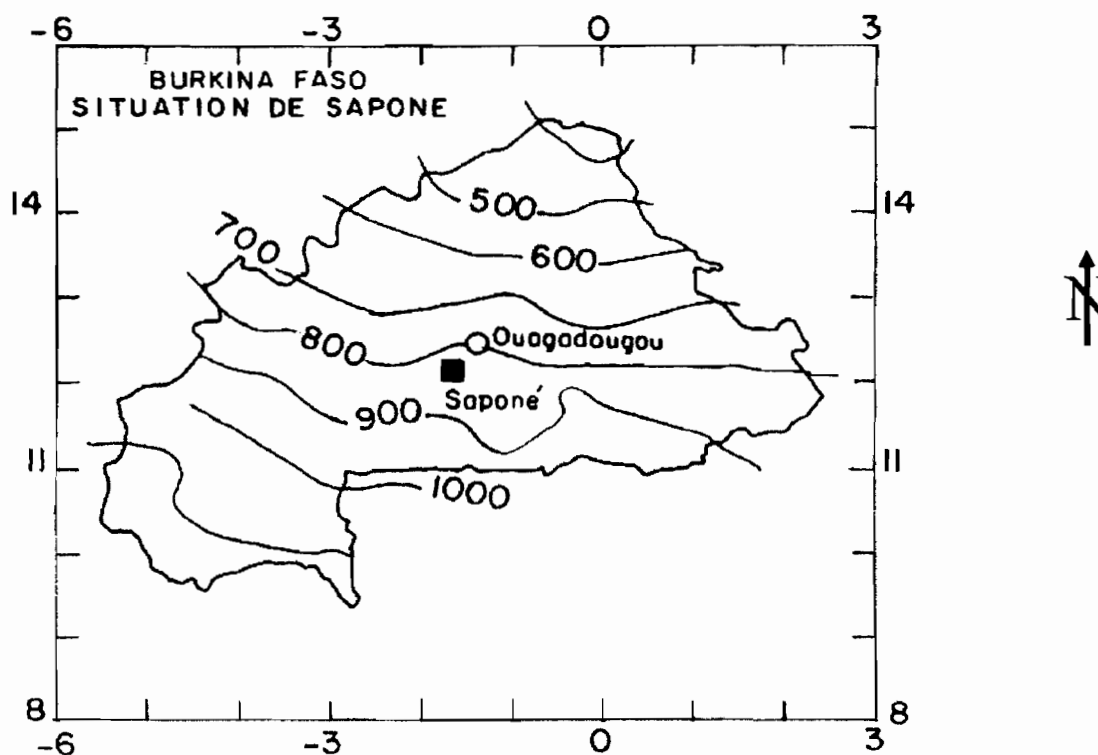 -6 -3 0 3
BURKINA FASO
SITUATION DE SAPONE
14 14
500
700
600
N
800
Ouagadougou
Saponé
900
11 11
1000
8 8
-6 -3 0 3